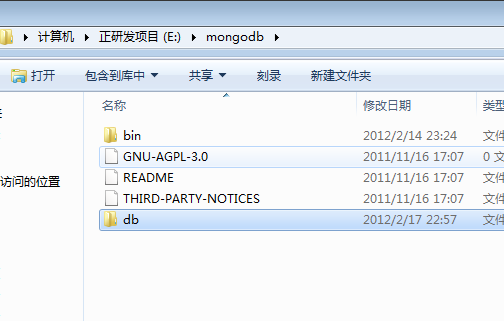 计算机 正研发项目 (E:) mongodb
打开 包含到库中 共享 刻录 新建文件夹
名称 修改日期 类型
bin 2012/2/14 23:24 文件
GNU-AGPL-3.0 2011/11/16 17:07 0 文
README 2011/11/16 17:07 文件
访问的位置 THIRD-PARTY-NOTICES 2011/11/16 17:07 文件
db 2012/2/17 22:57 文件